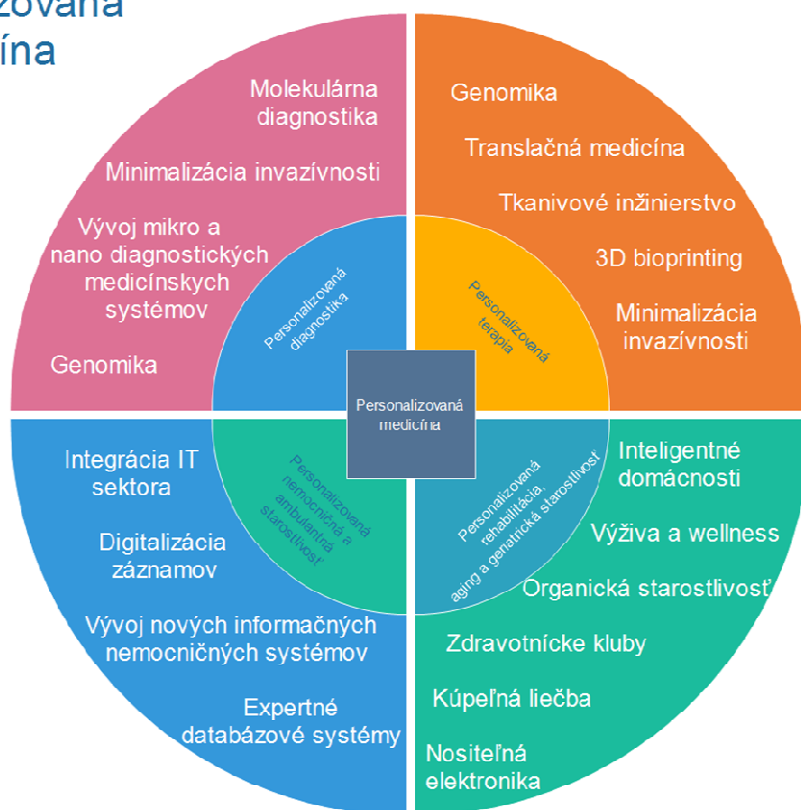 zovaná
ína
Molekulárna
diagnostika
Minimalizácia invazívnosti
Vývoj mikro a
nano diagnostických
medicínskych
systémov
Genomika
Personalizovaná
diagnostika
Genomika
Translačná medicína
Tkanivové inžinierstvo
3D bioprinting
Minimalizácia
invazívnosti
Personalizovaná
terapia
Personalizovaná
medicína
Integrácia IT
sektora
Digitalizácia
záznamov
Vývoj nových informačných
nemocničných systémov
Expertné
databázové systémy
Personalizovaná
nemocničná a
ambulantná
starostlivosť
Personalizovaná
rehabilitácia,
aging a geriatrická starostlivosť
Inteligentné
domácnosti
Výživa a wellness
Organická starostlivosť
Zdravotnícke kluby
Kúpeľná liečba
Nositeľná
elektronika